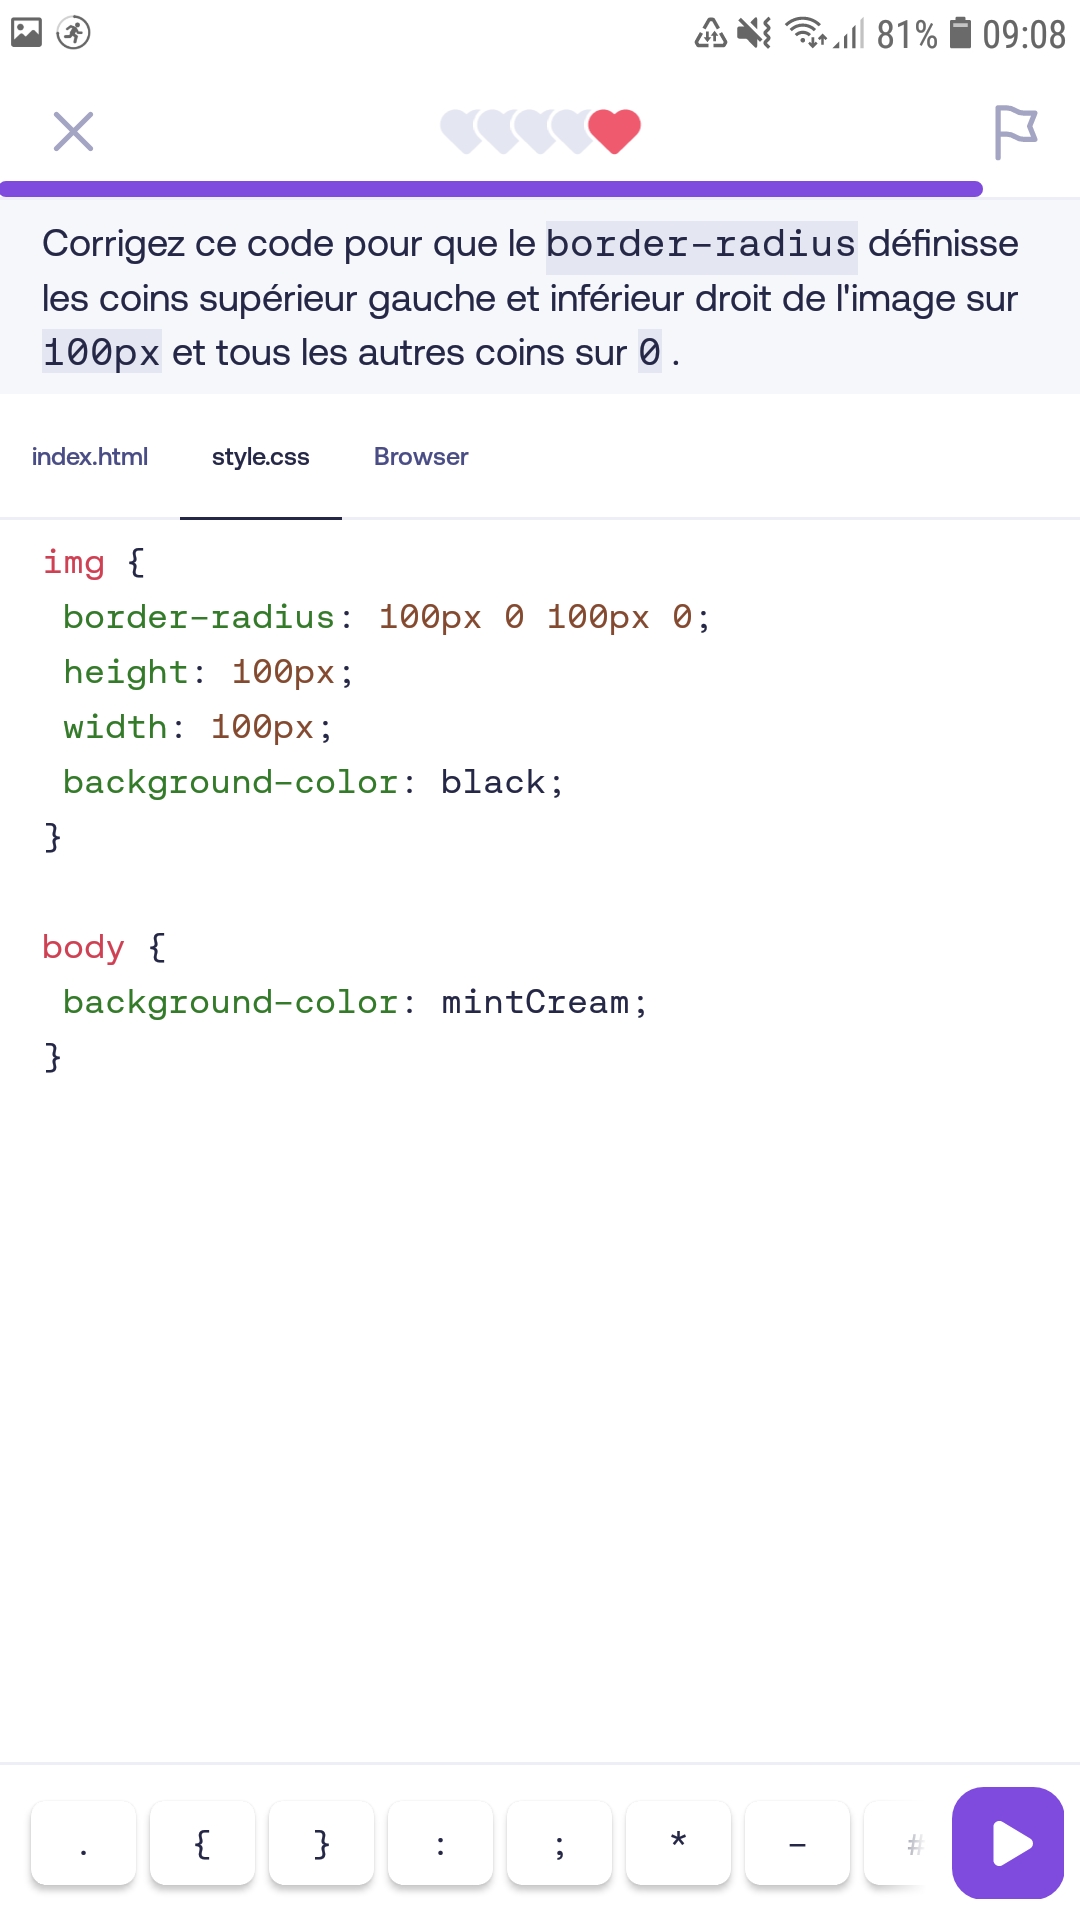 81% 09:08
Corrigez ce code pour que le border-radius définisse
les coins supérieur gauche et inférieur droit de l'image sur
100px et tous les autres coins sur 0 .
index.html style.css Browser
img {
border-radius: 100px 0 100px 0;
height: 100px;
width: 100px;
background-color: black;
}
body {
background-color: mintCream;
}
. { } : ; * - #